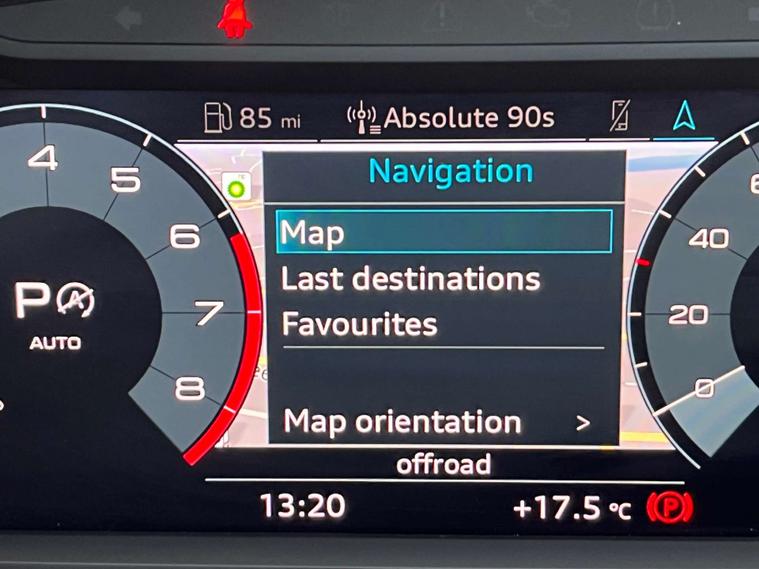 85 mi
Absolute 90s
Navigation
4
5
6
7
8
P A
AUTO
Map
Last destinations
Favourites
Map orientation >
40
20
0
offroad
13:20
+17.5 °C
P